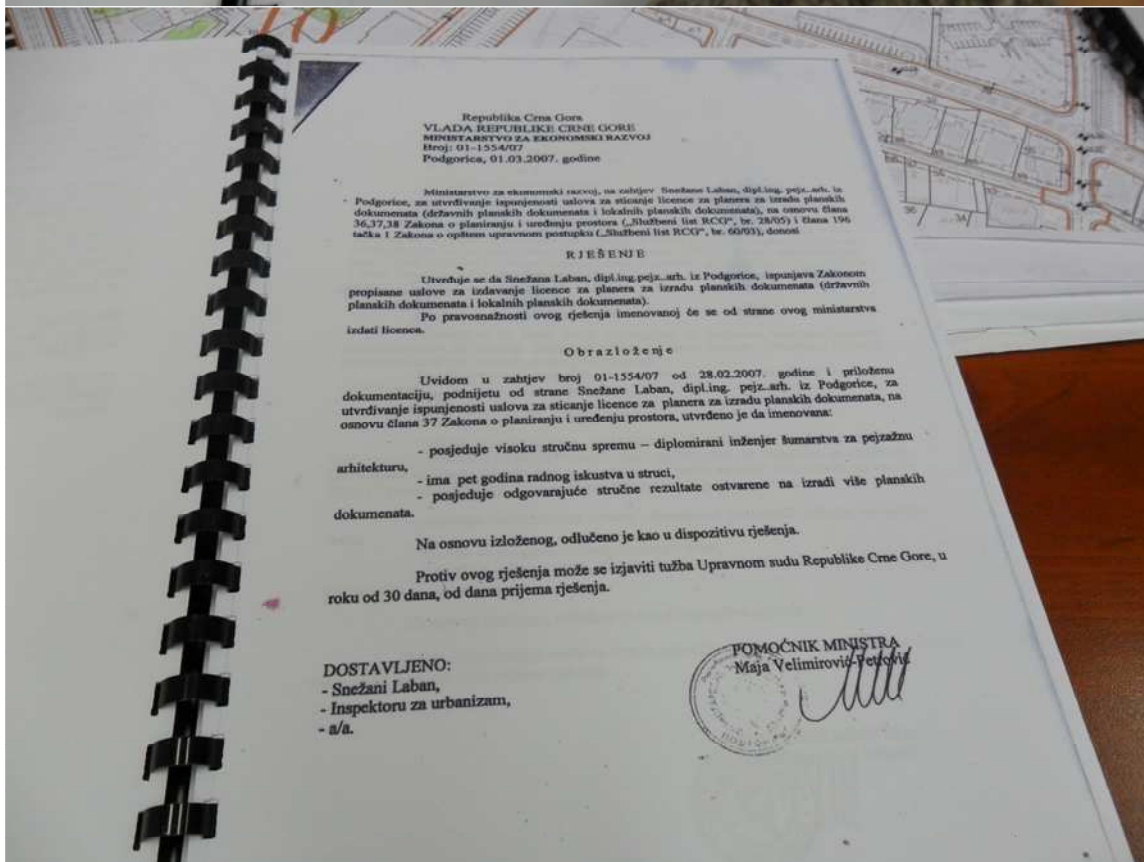 Republika Crna Gora
VLADA REPUBLIKE CRNE GORE
MINISTARSTVO ZA EKONOMSKI RAZVOJ
Broj: 01-1554/07
Podgorica, 01.03.2007. godine
Ministarstvo za ekonomski razvoj, na zahtjev Snežane Laban, dipl.ing. pejz..arh. iz
Podgorice, za utvrđivanje ispunjenosti uslova za sticanje licence za planera za izradu planskih
dokumenata (državnih planskih dokumenata i lokalnih planskih dokumenata), na osnovu člana
36,37,38 Zakona o planiranju i uređenju prostora („Službeni list RCG“, br. 28/05) i člana 196
tačka 1 Zakona o opštem upravnom postupku („Službeni list RCG“, br. 60/03), donosi
RJEŠENJE
Utvrđuje se da Snežana Laban, dipl.ing.pejz..arh. iz Podgorice, ispunjava Zakonom
propisane uslove za izdavanje licence za planera za izradu planskih dokumenata (državnih
planskih dokumenata i lokalnih planskih dokumenata).
Po pravosnažnosti ovog rješenja imenovanoj će se od strane ovog ministarstva
izdati licenca.
Obrazloženje
Uvidom u zahtjev broj 01-1554/07 od 28.02.2007. godine i priloženu
dokumentaciju, podnijetu od strane Snežane Laban, dipl.ing. pejz..arh. iz Podgorice, za
utvrđivanje ispunjenosti uslova za sticanje licence za planera za izradu planskih dokumenata, na
osnovu člana 37 Zakona o planiranju i uređenju prostora, utvrđeno je da imenovana:
- posjeduje visoku stručnu spremu – diplomirani inženjer šumarstva za pejzažnu
arhitekturu,
- ima pet godina radnog iskustva u struci,
- posjeduje odgovarajuće stručne rezultate ostvarene na izradi više planskih
dokumenata.
Na osnovu izloženog, odlučeno je kao u dispozitivu rješenja.
Protiv ovog rješenja može se izjaviti tužba Upravnom sudu Republike Crne Gore, u
roku od 30 dana, od dana prijema rješenja.
DOSTAVLJENO:
- Snežani Laban,
- Inspektoru za urbanizam,
- a/a.
POMOĆNIK MINISTRA
Maja Velimirović-Petrović